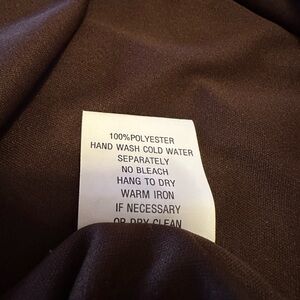 100%POLYESTER
HAND WASH COLD WATER
SEPARATELY
NO BLEACH
HANG TO DRY
WARM IRON
IF NECESSARY
OR DRY CLEAN